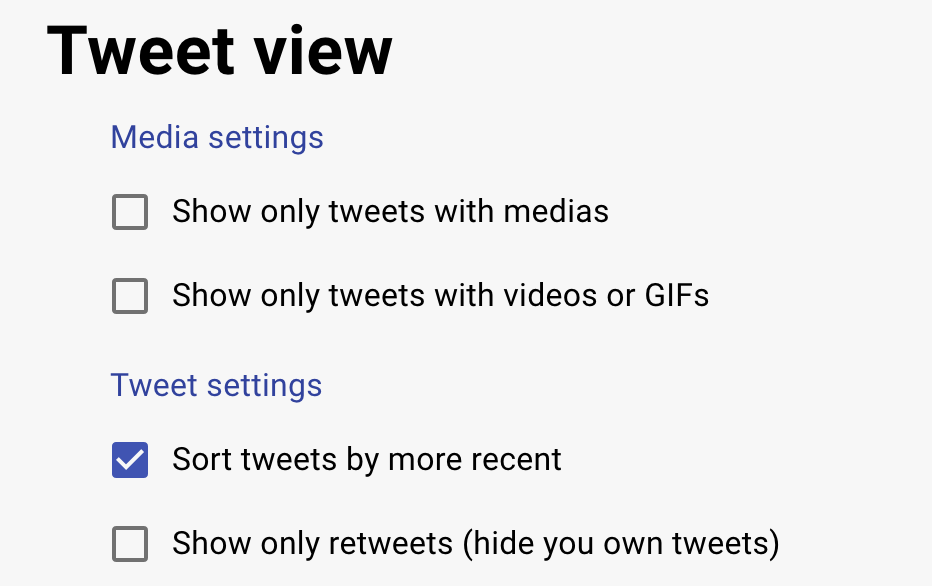 Tweet view
Media settings
Show only tweets with medias
Show only tweets with videos or GIFs
Tweet settings
Sort tweets by more recent
Show only retweets (hide you own tweets)